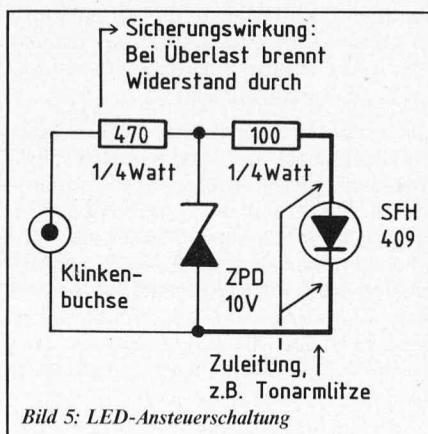 Sicherungswirkung:
Bei Überlast brennt
Widerstand durch
470
100
1/4Watt
1/4Watt
SFH
409
Klinken-
buchse
ZPD
10V
Zuleitung,
z.B. Tonarmlitze
Bild 5: LED-Ansteuerschaltung